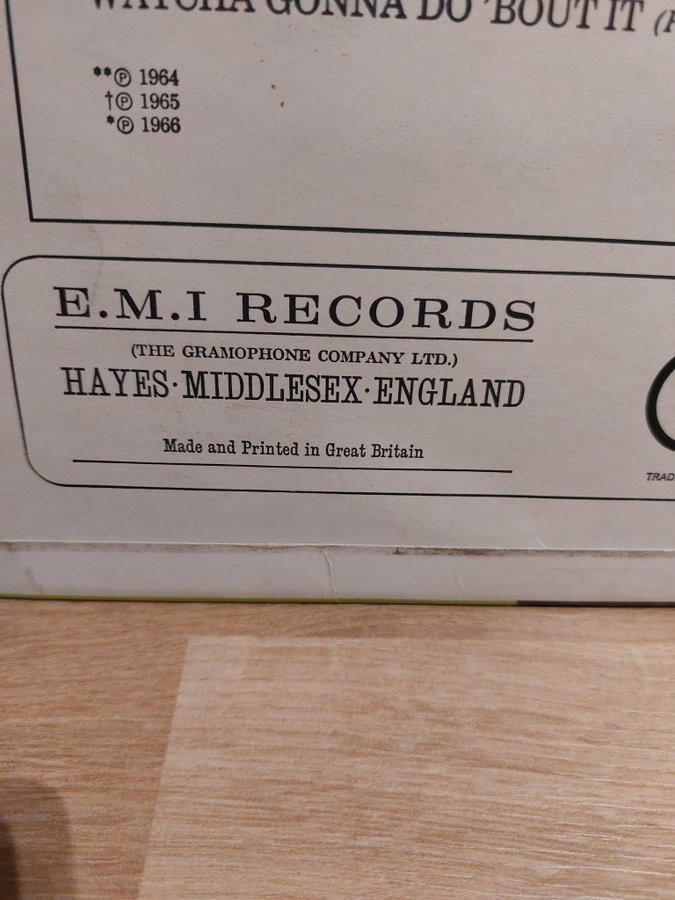 WATCHA GONNA DO 'BOUT IT
**Ⓟ 1964
†Ⓟ 1965
*Ⓟ 1966
E.M.I RECORDS
(THE GRAMOPHONE COMPANY LTD.)
HAYES·MIDDLESEX·ENGLAND
Made and Printed in Great Britain